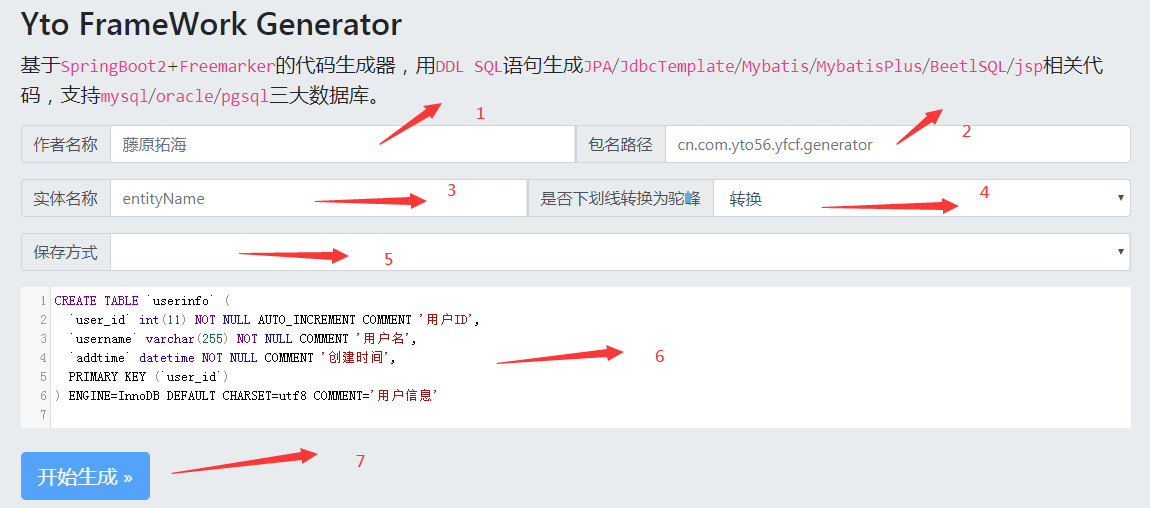 Yto FrameWork Generator
基于SpringBoot2+Freemarker的代码生成器，用DDL SQL语句生成JPA/JdbcTemplate/Mybatis/MybatisPlus/BeetlSQL/jsp相关代
码，支持mysql/oracle/pgsql三大数据库。
1
2
作者名称 藤原拓海 包名路径 cn.com.yto56.yfcf.generator
实体名称 entityName 3 是否下划线转换为驼峰 转换 4
保存方式 5
1 CREATE TABLE `userinfo` (
2 `user_id` int(11) NOT NULL AUTO_INCREMENT COMMENT '用户ID',
3 `username` varchar(255) NOT NULL COMMENT '用户名',
4 `addtime` datetime NOT NULL COMMENT '创建时间',
5 PRIMARY KEY (`user_id`)
6 ) ENGINE=InnoDB DEFAULT CHARSET=utf8 COMMENT='用户信息'
7
6
开始生成 » 7